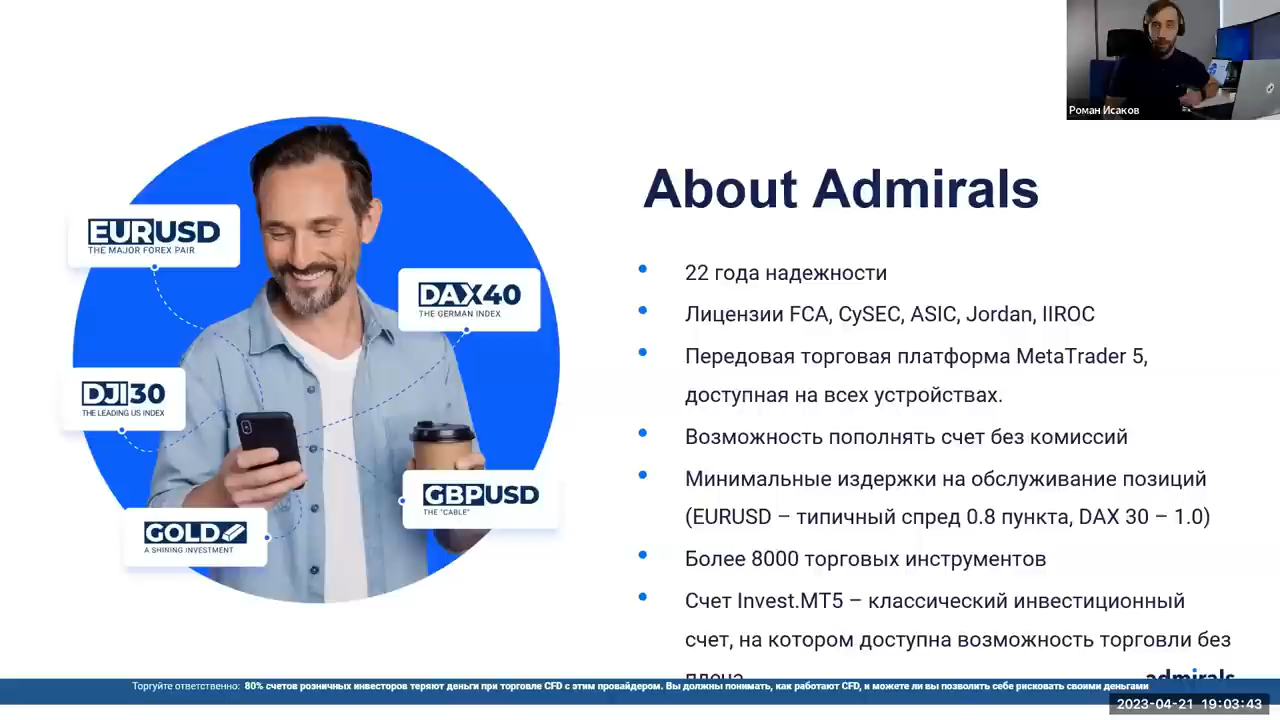 Роман Исаков
EURUSD
THE MAJOR FOREX PAIR
DAX40
THE GERMAN INDEX
DJI30
THE LEADING US INDEX
GBPUSD
THE "CABLE"
GOLD
A SHINING INVESTMENT
About Admirals
22 года надежности
Лицензии FCA, CySEC, ASIC, Jordan, IIROC
Передовая торговая платформа MetaTrader 5,
доступная на всех устройствах.
Возможность пополнять счет без комиссий
Минимальные издержки на обслуживание позиций
(EURUSD – типичный спред 0.8 пункта, DAX 30 – 1.0)
Более 8000 торговых инструментов
Счет Invest.MT5 – классический инвестиционный
счет, на котором доступна возможность торговли без
плеча
admirals
Торгуйте ответственно: 80% счетов розничных инвесторов теряют деньги при торговле CFD с этим провайдером. Вы должны понимать, как работают CFD, и можете ли вы позволить себе рисковать своими деньгами
2023-04-21 19:03:43